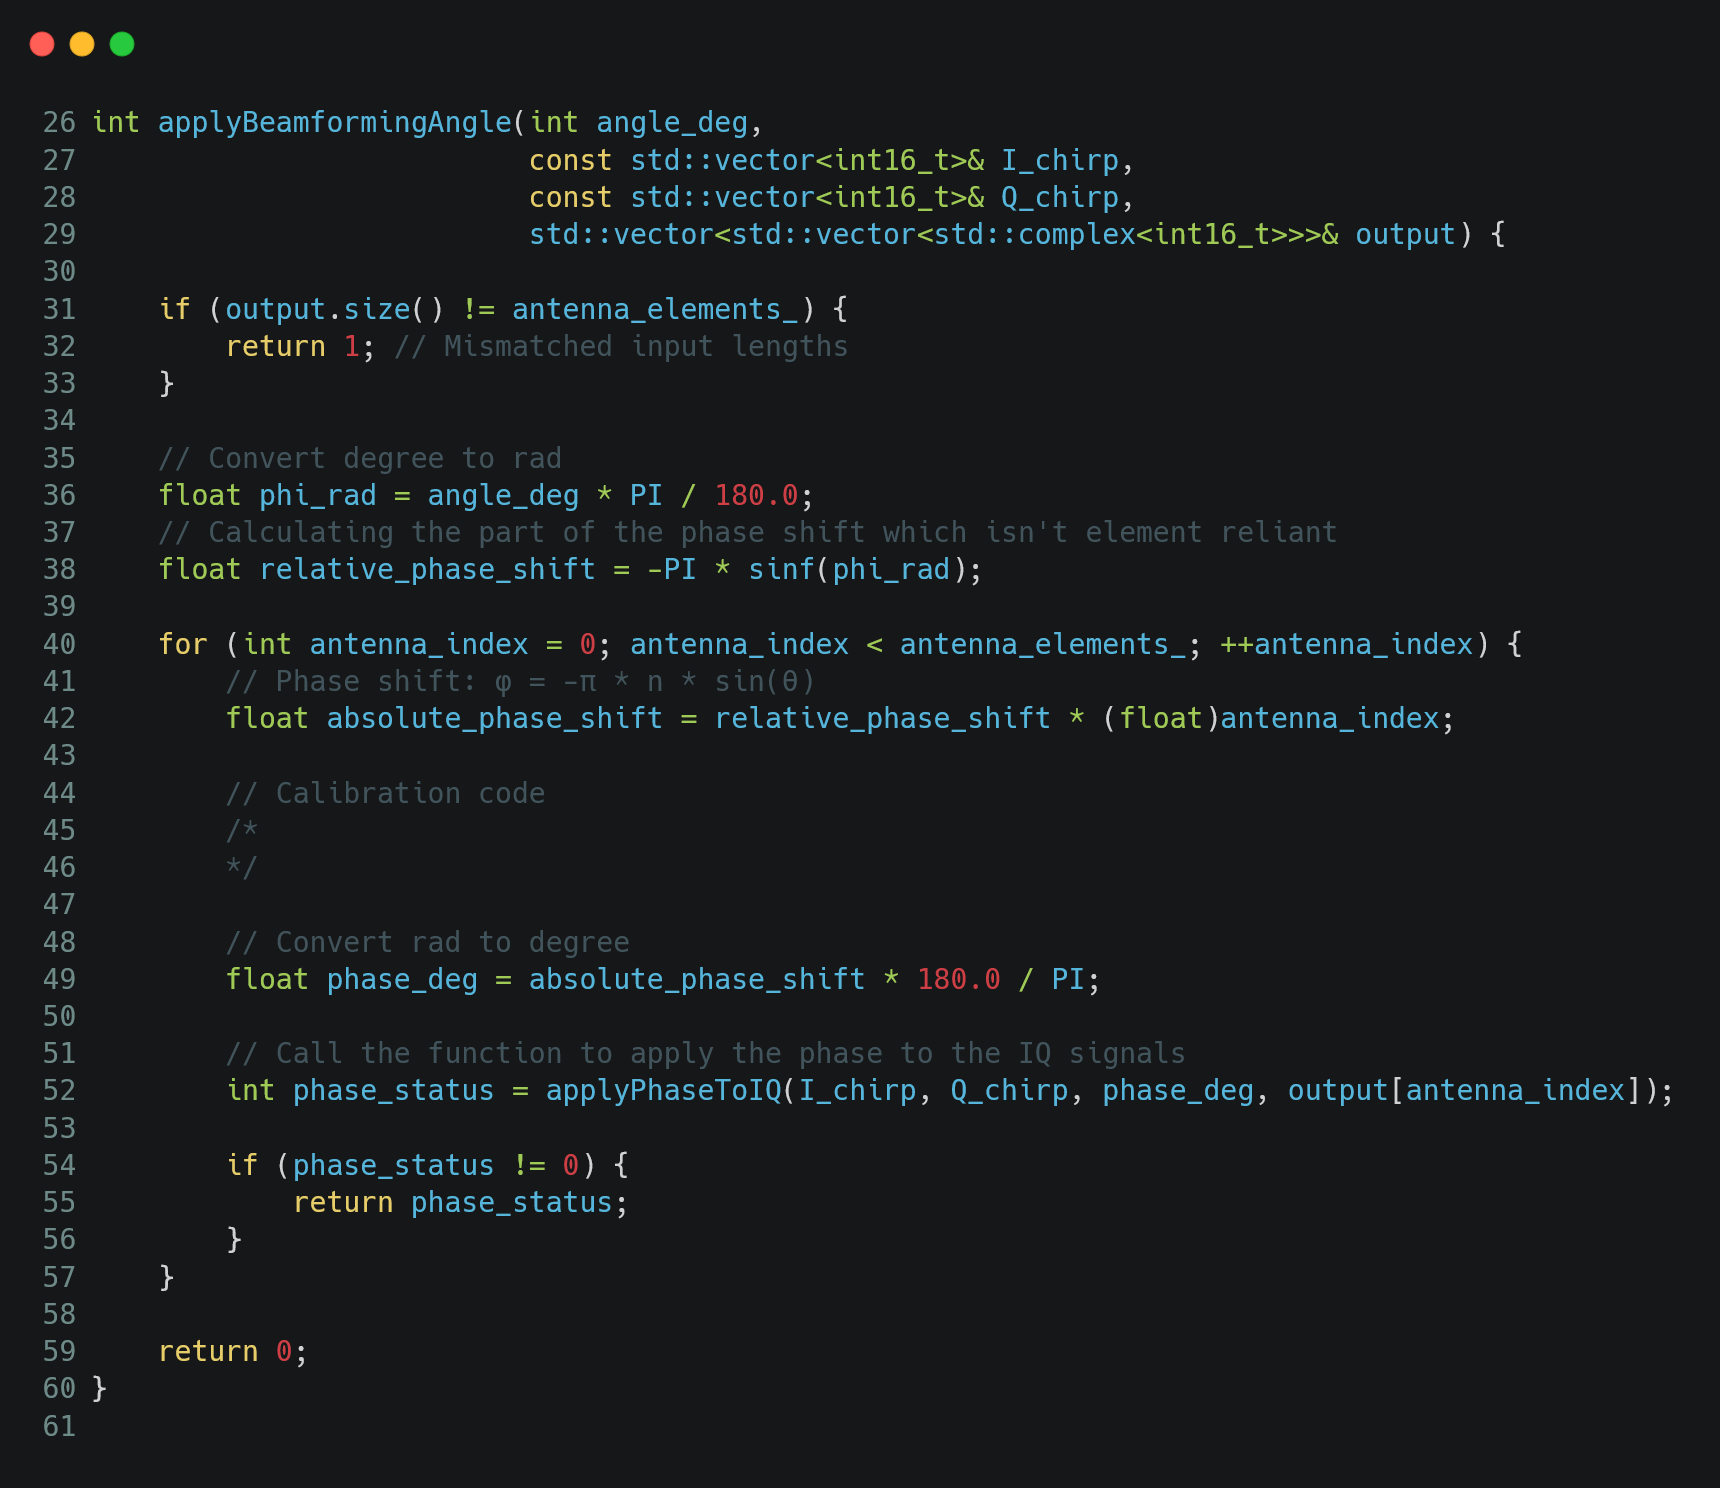 26 int applyBeamformingAngle(int angle_deg,
27                           const std::vector<int16_t>& I_chirp,
28                           const std::vector<int16_t>& Q_chirp,
29                           std::vector<std::vector<std::complex<int16_t>>>& output) {
30
31     if (output.size() != antenna_elements_) {
32         return 1; // Mismatched input lengths
33     }
34
35     // Convert degree to rad
36     float phi_rad = angle_deg * PI / 180.0;
37     // Calculating the part of the phase shift which isn't element reliant
38     float relative_phase_shift = -PI * sinf(phi_rad);
39
40     for (int antenna_index = 0; antenna_index < antenna_elements_; ++antenna_index) {
41         // Phase shift: φ = -π * n * sin(θ)
42         float absolute_phase_shift = relative_phase_shift * (float)antenna_index;
43
44         // Calibration code
45         /*
46         */
47
48         // Convert rad to degree
49         float phase_deg = absolute_phase_shift * 180.0 / PI;
50
51         // Call the function to apply the phase to the IQ signals
52         int phase_status = applyPhaseToIQ(I_chirp, Q_chirp, phase_deg, output[antenna_index]);
53
54         if (phase_status != 0) {
55             return phase_status;
56         }
57     }
58
59     return 0;
60 }
61